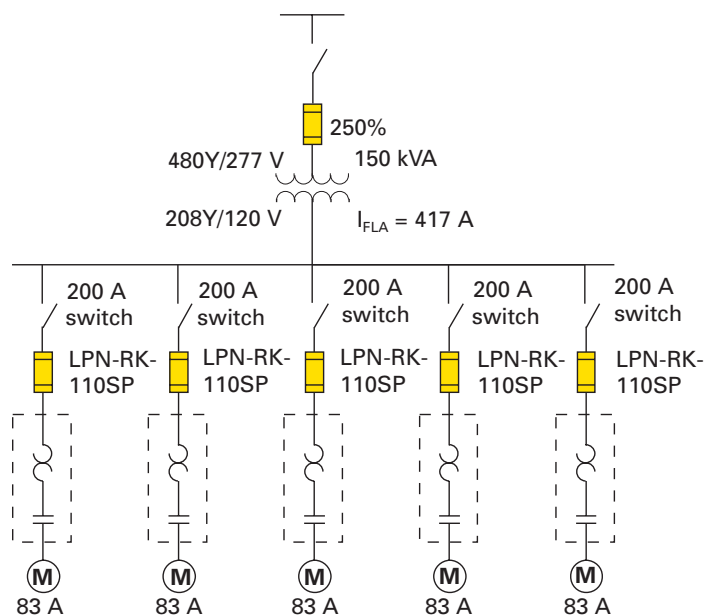 250%
480Y/277 V
150 kVA
208Y/120 V
I_FLA = 417 A
200 A
switch
200 A
switch
200 A
switch
200 A
switch
200 A
switch
LPN-RK-
110SP
LPN-RK-
110SP
LPN-RK-
110SP
LPN-RK-
110SP
LPN-RK-
110SP
M
M
M
M
M
83 A
83 A
83 A
83 A
83 A